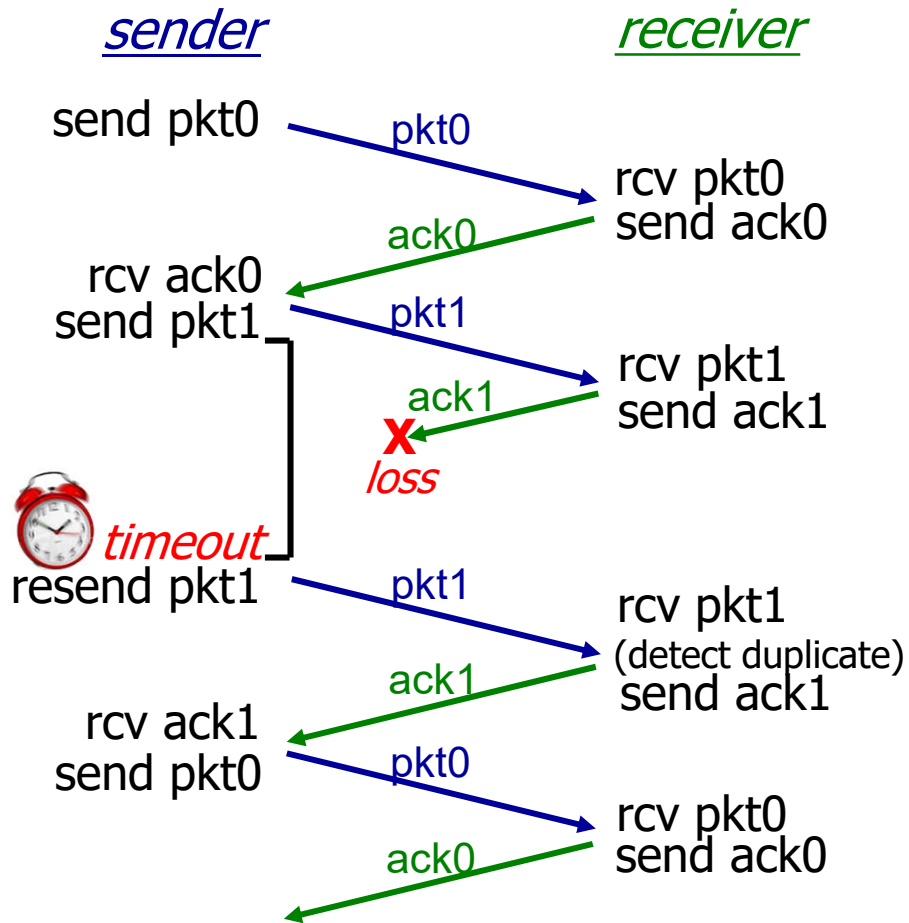 sender
receiver
send pkt0
pkt0
rcv pkt0
send ack0
ack0
rcv ack0
send pkt1
pkt1
rcv pkt1
send ack1
ack1
X
loss
timeout
resend pkt1
pkt1
rcv pkt1
(detect duplicate)
send ack1
ack1
rcv ack1
send pkt0
pkt0
rcv pkt0
send ack0
ack0